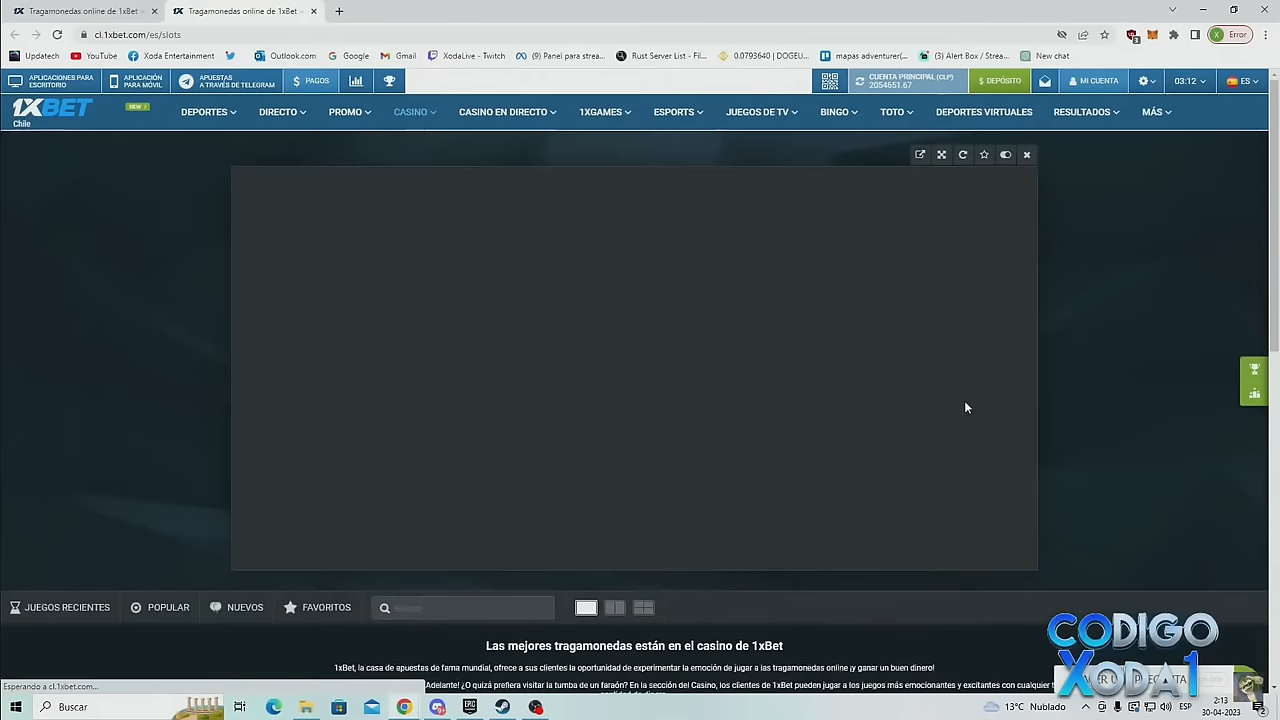 Tragamonedas online de 1xBet -
Tragamonedas online de 1xBet -
cl.1xbet.com/es/slots
Error
Updatech
YouTube
Xoda Entertainment
Outlook.com
Google
Gmail
XodaLive - Twitch
(9) Panel para strea...
Rust Server List - Fil...
0.0793640 | DOGEU...
mapas adventurer(...
(3) Alert Box / Strea...
New chat
APLICACIONES PARA
ESCRITORIO
APLICACIÓN
PARA MÓVIL
APUESTAS
A TRAVÉS DE TELEGRAM
$ PAGOS
CUENTA PRINCIPAL (CLP)
2054551.67
$ DEPÓSITO
MI CUENTA
03:12
ES
1XBET
Chile
NEW
DEPORTES
DIRECTO
PROMO
CASINO
CASINO EN DIRECTO
1XGAMES
ESPORTS
JUEGOS DE TV
BINGO
TOTO
DEPORTES VIRTUALES
RESULTADOS
MÁS
JUEGOS RECIENTES
POPULAR
NUEVOS
FAVORITOS
Buscar
Las mejores tragamonedas están en el casino de 1xBet
1xBet, la casa de apuestas de fama mundial, ofrece a sus clientes la oportunidad de experimentar la emoción de jugar a las tragamonedas online ¡y ganar un buen dinero!
Adelante! ¿O quizá prefiera visitar la tumba de un faraón? En la sección del Casino, los clientes de 1xBet pueden jugar a los juegos más emocionantes y excitantes con cualquier
CODIGO
XODA1
Esperando a cl.1xbet.com...
Buscar
13°C Nublado
ESP
2:13
30-04-2023